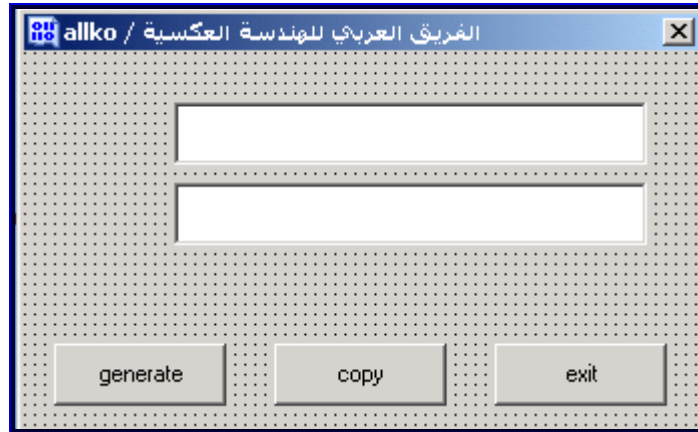 allko / الفريق العربي للهندسة العكسية
generate
copy
exit